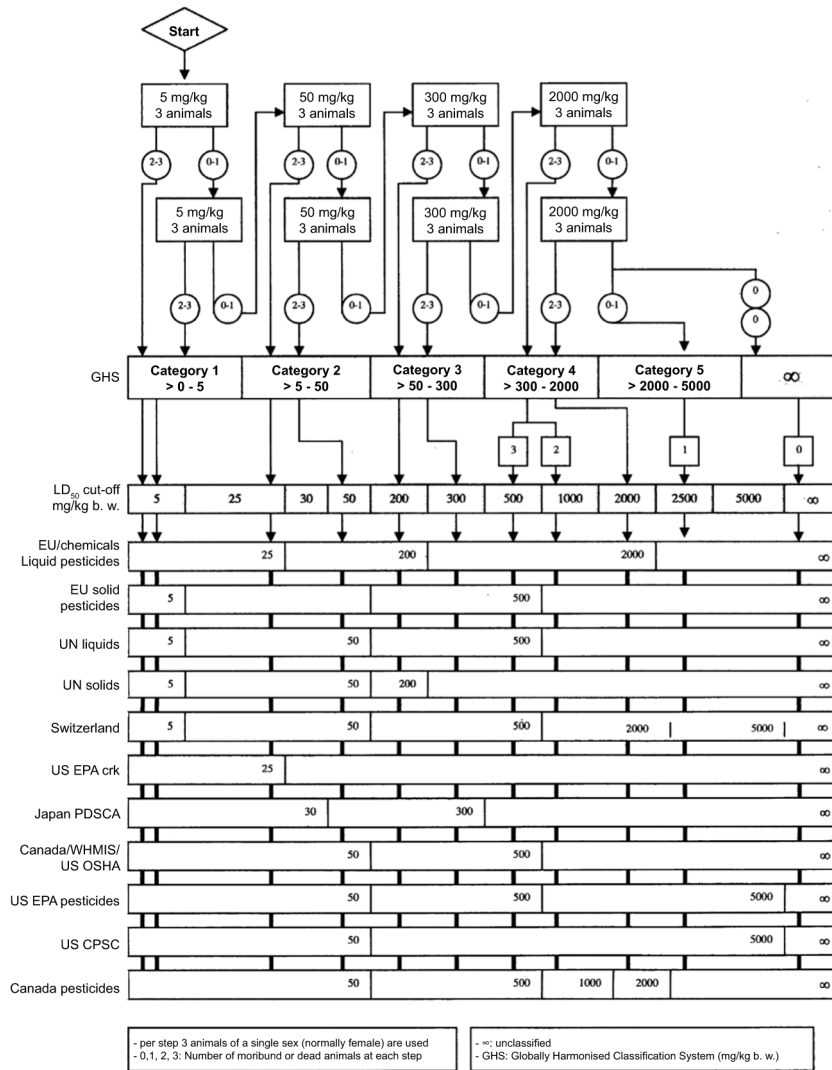 Start
5 mg/kg
3 animals
50 mg/kg
3 animals
300 mg/kg
3 animals
2000 mg/kg
3 animals
2-3
0-1
2-3
0-1
2-3
0-1
2-3
0-1
5 mg/kg
3 animals
50 mg/kg
3 animals
300 mg/kg
3 animals
2000 mg/kg
3 animals
2-3
0-1
2-3
0-1
2-3
0-1
2-3
0-1
0
0
GHS
Category 1
> 0 - 5
Category 2
> 5 - 50
Category 3
> 50 - 300
Category 4
> 300 - 2000
Category 5
> 2000 - 5000
∞
3
2
1
0
LD50 cut-off
mg/kg b. w.
5 25 30 50 200 300 500 1000 2000 2500 5000 ∞
EU/chemicals
Liquid pesticides
25 200 2000 ∞
EU solid
pesticides
5 500 ∞
UN liquids
5 50 500 ∞
UN solids
5 50 200 ∞
Switzerland
5 50 500 2000 5000 ∞
US EPA crk
25 ∞
Japan PDSCA
30 300 ∞
Canada/WHMIS/
US OSHA
50 500 ∞
US EPA pesticides
50 500 5000 ∞
US CPSC
50 5000 ∞
Canada pesticides
50 500 1000 2000 ∞
- per step 3 animals of a single sex (normally female) are used
- 0,1, 2, 3: Number of moribund or dead animals at each step
- ∞: unclassified
- GHS: Globally Harmonised Classification System (mg/kg b. w.)